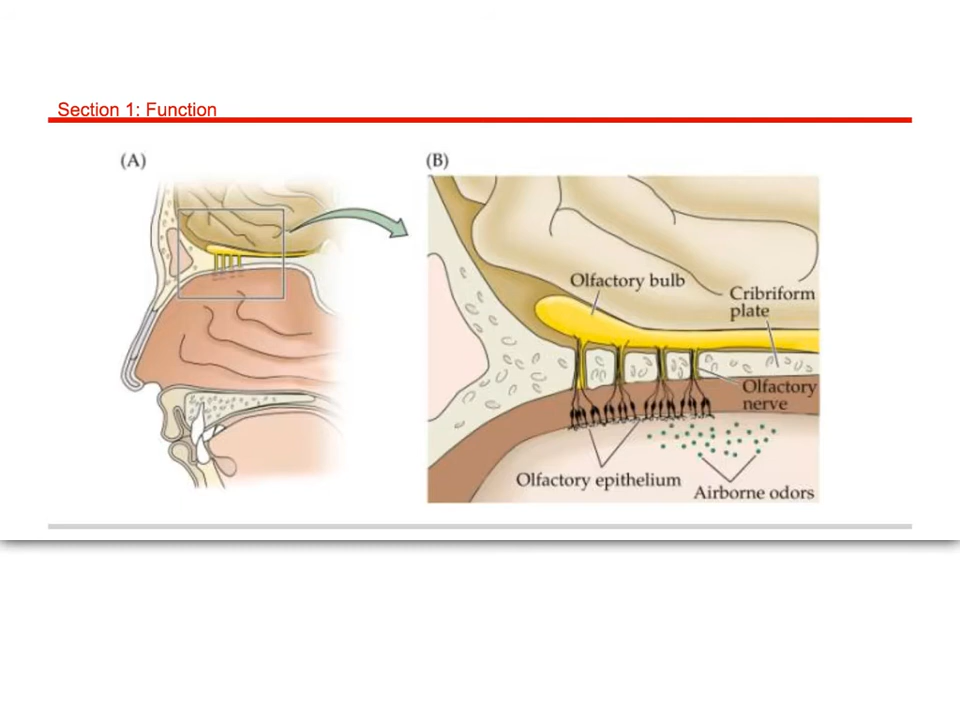 Section 1: Function
(A)
(B)
Olfactory bulb
Cribriform
plate
Olfactory
nerve
Olfactory epithelium
Airborne odors